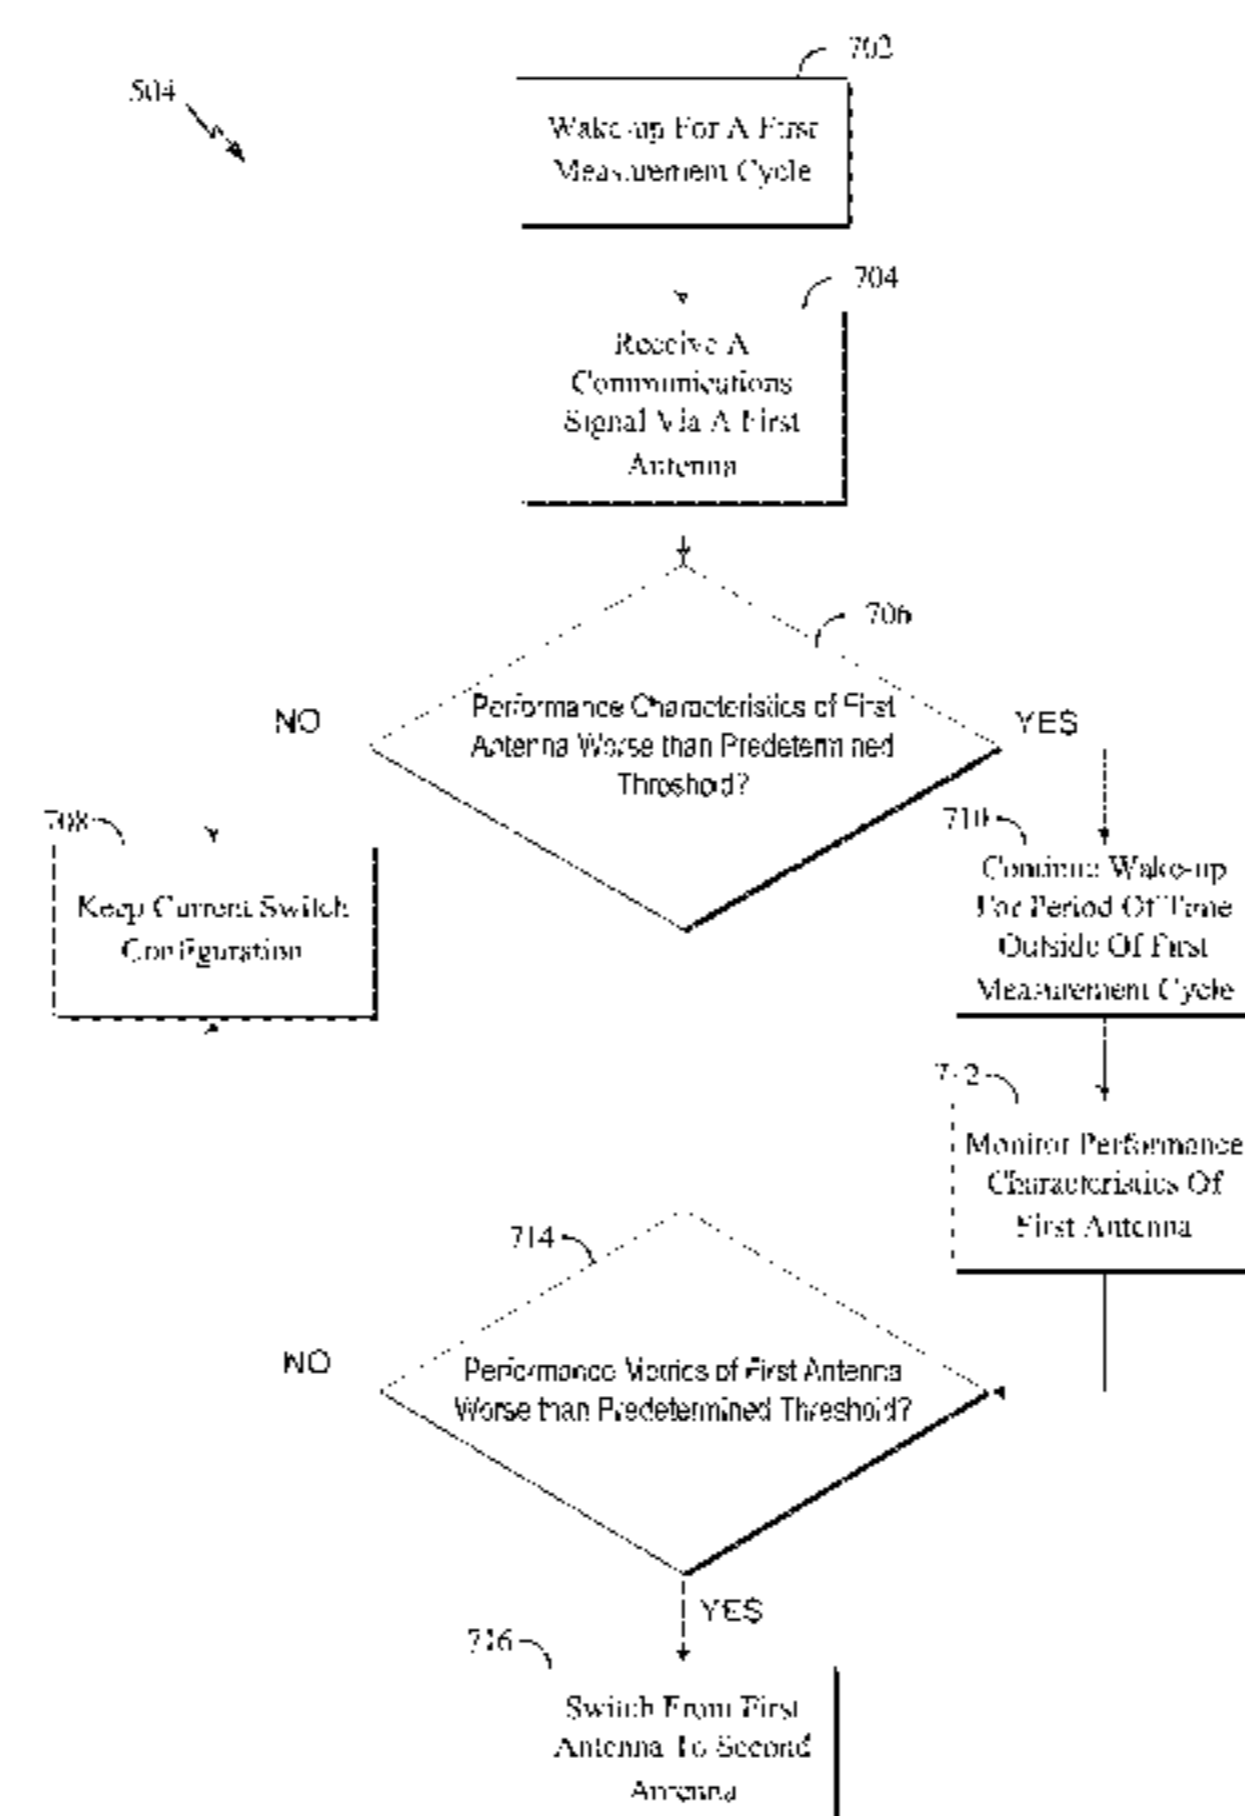 504
702
Wake-up For A First
Measurement Cycle
704
Receive A
Communications
Signal Via A First
Antenna
706
NO
Performance Characteristics of First
Antenna Worse than Predetermined
Threshold?
YES
708
Keep Current Switch
Configuration
710
Continue Wake-up
For Period Of Time
Outside Of First
Measurement Cycle
712
Monitor Performance
Characteristics Of
First Antenna
714
NO
Performance Metrics of First Antenna
Worse than Predetermined Threshold?
YES
716
Switch From First
Antenna To Second
Antenna